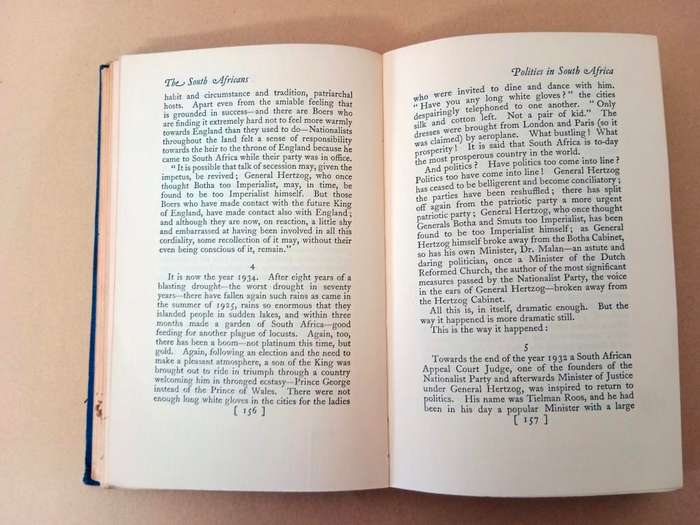 The South Africans
habit and circumstance and tradition, patriarchal
hosts. Apart even from the amiable feeling that
is grounded in success—and there are Boers who
are finding it extremely hard not to feel more warmly
towards England than they used to do—Nationalists
throughout the land felt a sense of responsibility
towards the heir to the throne of England because he
came to South Africa while their party was in office.
"It is possible that talk of secession may, given the
impetus, be revived; General Hertzog, who once
thought Botha too Imperialist, may, in time, be
found to be too Imperialist himself. But those
Boers who have made contact with the future King
of England, have made contact also with England;
and although they are now, on reaction, a little shy
and embarrassed at having been involved in all this
cordiality, some recollection of it may, without their
even being conscious of it, remain."
4
It is now the year 1934. After eight years of a
blasting drought—the worst drought in seventy
years—there have fallen again such rains as came in
the summer of 1925, rains so enormous that they
islanded people in sudden lakes, and within three
months made a garden of South Africa—good
feeding for another plague of locusts. Again, too,
there has been a boom—not platinum this time, but
gold. Again, following an election and the need to
make a pleasant atmosphere, a son of the King was
brought out to ride in triumph through a country
welcoming him in thronged ecstasy—Prince George
instead of the Prince of Wales. There were not
enough long white gloves in the cities for the ladies
[ 156 ]
Politics in South Africa
who were invited to dine and dance with him.
"Have you any long white gloves?" the cities
despairingly telephoned to one another. "Only
silk and cotton left. Not a pair of kid." The
dresses were brought from London and Paris (so it
was claimed) by aeroplane. What bustling! What
prosperity! It is said that South Africa is to-day
the most prosperous country in the world.
And politics? Have politics too come into line?
Politics too have come into line! General Hertzog
has ceased to be belligerent and become conciliatory;
the parties have been reshuffled; there has split
off again from the patriotic party a more urgent
patriotic party; General Hertzog, who once thought
Generals Botha and Smuts too Imperialist, has been
found to be too Imperialist himself; as General
Hertzog himself broke away from the Botha Cabinet,
so has his own Minister, Dr. Malan—an astute and
daring politician, once a Minister of the Dutch
Reformed Church, the author of the most significant
measures passed by the Nationalist Party, the voice
in the ears of General Hertzog—broken away from
the Hertzog Cabinet.
All this is, in itself, dramatic enough. But the
way it happened is more dramatic still.
This is the way it happened:
5
Towards the end of the year 1932 a South African
Appeal Court Judge, one of the founders of the
Nationalist Party and afterwards Minister of Justice
under General Hertzog, was inspired to return to
politics. His name was Tielman Roos, and he had
been in his day a popular Minister with a large
[ 157 ]